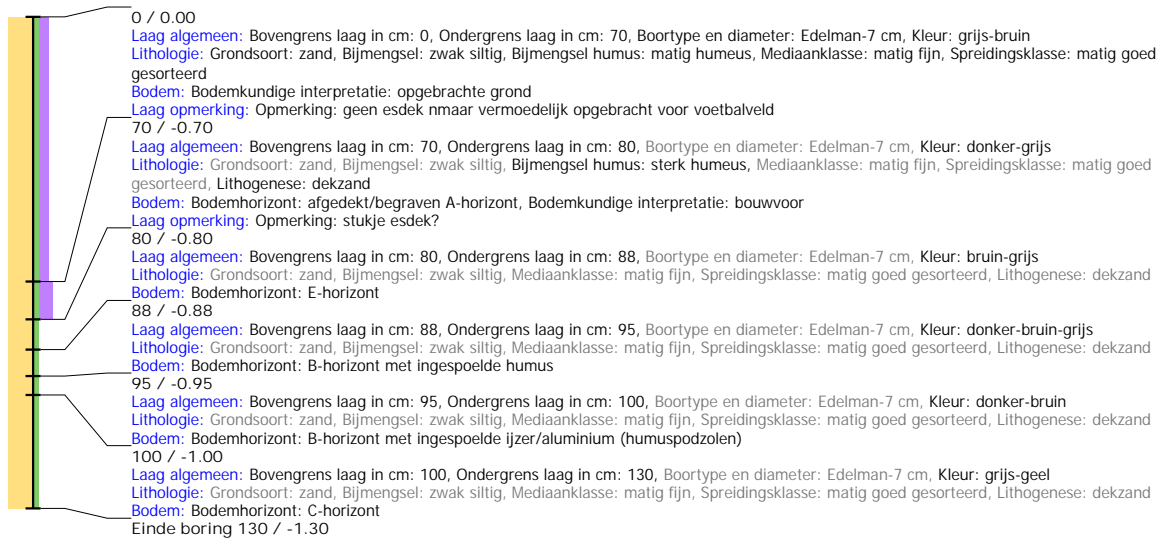 0 / 0.00
Laag algemeen: Bovengrens laag in cm: 0, Ondergrens laag in cm: 70, Boortype en diameter: Edelman-7 cm, Kleur: grijs-bruin
Lithologie: Grondsoort: zand, Bijmengsel: zwak siltig, Bijmengsel humus: matig humeus, Mediaanklasse: matig fijn, Spreidingsklasse: matig goed
gesorteerd
Bodem: Bodemkundige interpretatie: opgebrachte grond
Laag opmerking: Opmerking: geen esdek nmaar vermoedelijk opgebracht voor voetbalveld
70 / -0.70
Laag algemeen: Bovengrens laag in cm: 70, Ondergrens laag in cm: 80, Boortype en diameter: Edelman-7 cm, Kleur: donker-grijs
Lithologie: Grondsoort: zand, Bijmengsel: zwak siltig, Bijmengsel humus: sterk humeus, Mediaanklasse: matig fijn, Spreidingsklasse: matig goed
gesorteerd, Lithogenese: dekzand
Bodem: Bodemhorizont: afgedekt/begraven A-horizont, Bodemkundige interpretatie: bouwvoor
Laag opmerking: Opmerking: stukje esdek?
80 / -0.80
Laag algemeen: Bovengrens laag in cm: 80, Ondergrens laag in cm: 88, Boortype en diameter: Edelman-7 cm, Kleur: bruin-grijs
Lithologie: Grondsoort: zand, Bijmengsel: zwak siltig, Mediaanklasse: matig fijn, Spreidingsklasse: matig goed gesorteerd, Lithogenese: dekzand
Bodem: Bodemhorizont: E-horizont
88 / -0.88
Laag algemeen: Bovengrens laag in cm: 88, Ondergrens laag in cm: 95, Boortype en diameter: Edelman-7 cm, Kleur: donker-bruin-grijs
Lithologie: Grondsoort: zand, Bijmengsel: zwak siltig, Mediaanklasse: matig fijn, Spreidingsklasse: matig goed gesorteerd, Lithogenese: dekzand
Bodem: Bodemhorizont: B-horizont met ingespoelde humus
95 / -0.95
Laag algemeen: Bovengrens laag in cm: 95, Ondergrens laag in cm: 100, Boortype en diameter: Edelman-7 cm, Kleur: donker-bruin
Lithologie: Grondsoort: zand, Bijmengsel: zwak siltig, Mediaanklasse: matig fijn, Spreidingsklasse: matig goed gesorteerd, Lithogenese: dekzand
Bodem: Bodemhorizont: B-horizont met ingespoelde ijzer/aluminium (humuspodzolen)
100 / -1.00
Laag algemeen: Bovengrens laag in cm: 100, Ondergrens laag in cm: 130, Boortype en diameter: Edelman-7 cm, Kleur: grijs-geel
Lithologie: Grondsoort: zand, Bijmengsel: zwak siltig, Mediaanklasse: matig fijn, Spreidingsklasse: matig goed gesorteerd, Lithogenese: dekzand
Bodem: Bodemhorizont: C-horizont
Einde boring 130 / -1.30